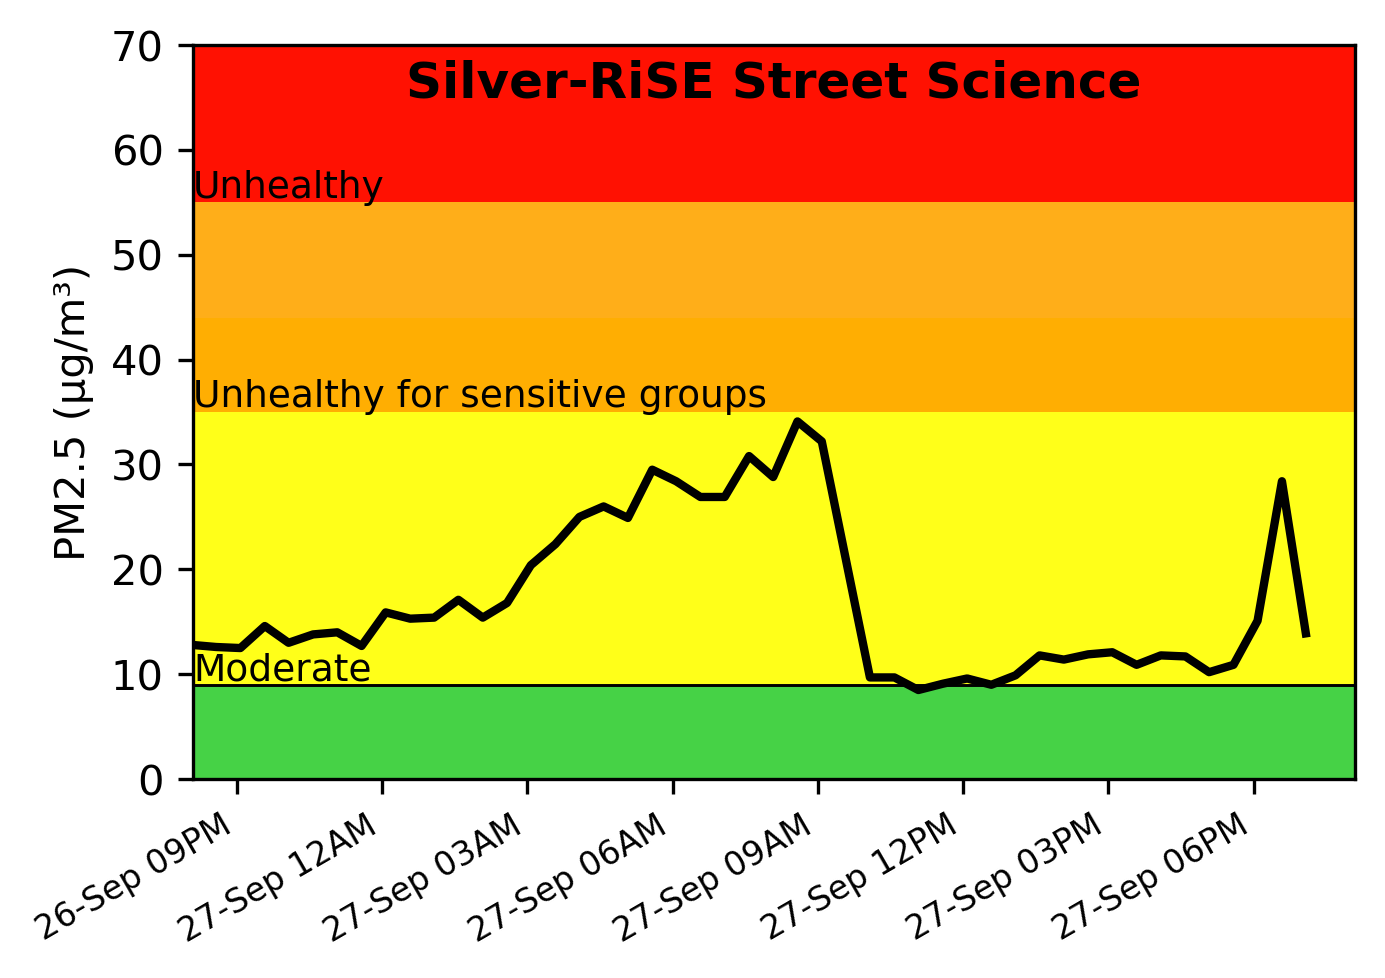 Silver-RiSE Street Science
70
60
Unhealthy
50
40
Unhealthy for sensitive groups
30
20
Moderate
10
0
PM2.5 (µg/m³)
26-Sep 09PM
27-Sep 12AM
27-Sep 03AM
27-Sep 06AM
27-Sep 09AM
27-Sep 12PM
27-Sep 03PM
27-Sep 06PM